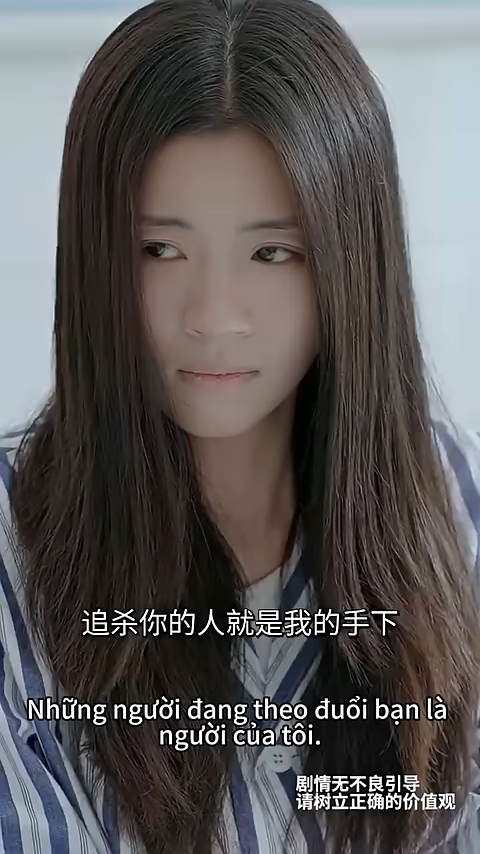 追杀你的人就是我的手下
Những người đang theo đuổi bạn là
người của tôi.
剧情无不良引导
请树立正确的价值观